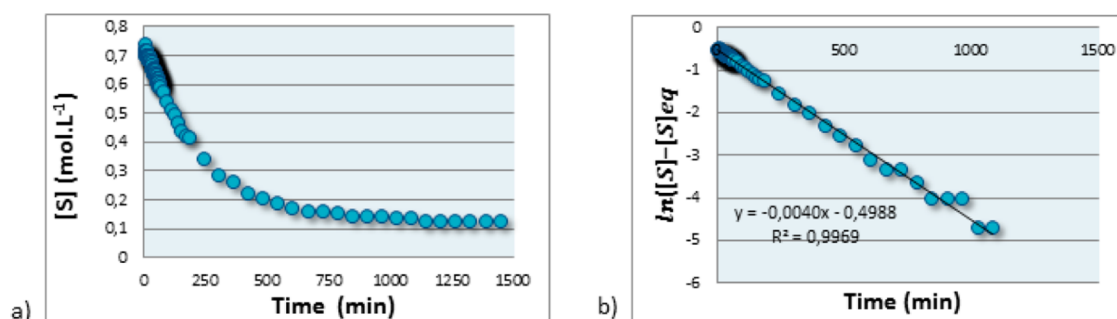 0,8
0,7
0,6
0,5
0,4
0,3
0,2
0,1
0
[S] (mol.L⁻¹)
0 250 500 750 1000 1250 1500
Time (min)
a)
0
-1
-2
-3
-4
-5
-6
ln([S]−[S]eq
0 500 1000 1500
y = -0,0040x - 0,4988
R² = 0,9969
Time (min)
b)